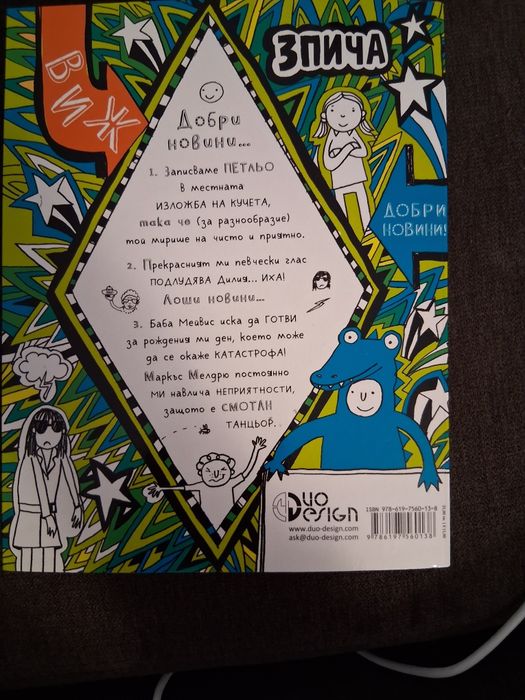 ВИЖ
ЗПИЧА
Добри
новини...
1. Записваме ПЕТЛЬО
в местната
ИЗЛОЖБА НА КУЧЕТА,
така че (за разнообразие)
той мирише на чисто и приятно.
2. Прекрасният ми певчески глас
ПОДЛУДЯВА Дилия... ИХА!
Лоши новини...
3. Баба Мейвис иска да ГОТВИ
за рождения ми ден, което може
да се окаже КАТАСТРОФА!
Маркъс Мелдрю постоянно
ми навлича НЕПРИЯТНОСТИ,
защото е СМОТАН
ТАНЦЬОР.
ДОБРИ
НОВИНИ!
Duo
Design
www.duo-design.com
ask@duo-design.com
ISBN 978-619-7560-13-8
9786197560138